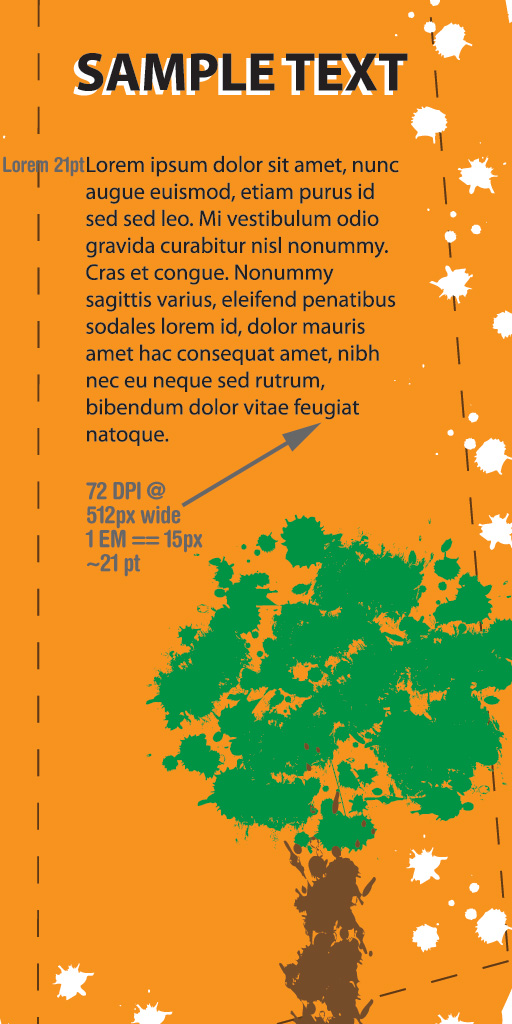 SAMPLE TEXT
Lorem 21pt
Lorem ipsum dolor sit amet, nunc
augue euismod, etiam purus id
sed sed leo. Mi vestibulum odio
gravida curabitur nisl nonummy.
Cras et congue. Nonummy
sagittis varius, eleifend penatibus
sodales lorem id, dolor mauris
amet hac consequat amet, nibh
nec eu neque sed rutrum,
bibendum dolor vitae feugiat
natoque.
72 DPI @
512px wide
1 EM == 15px
~21 pt